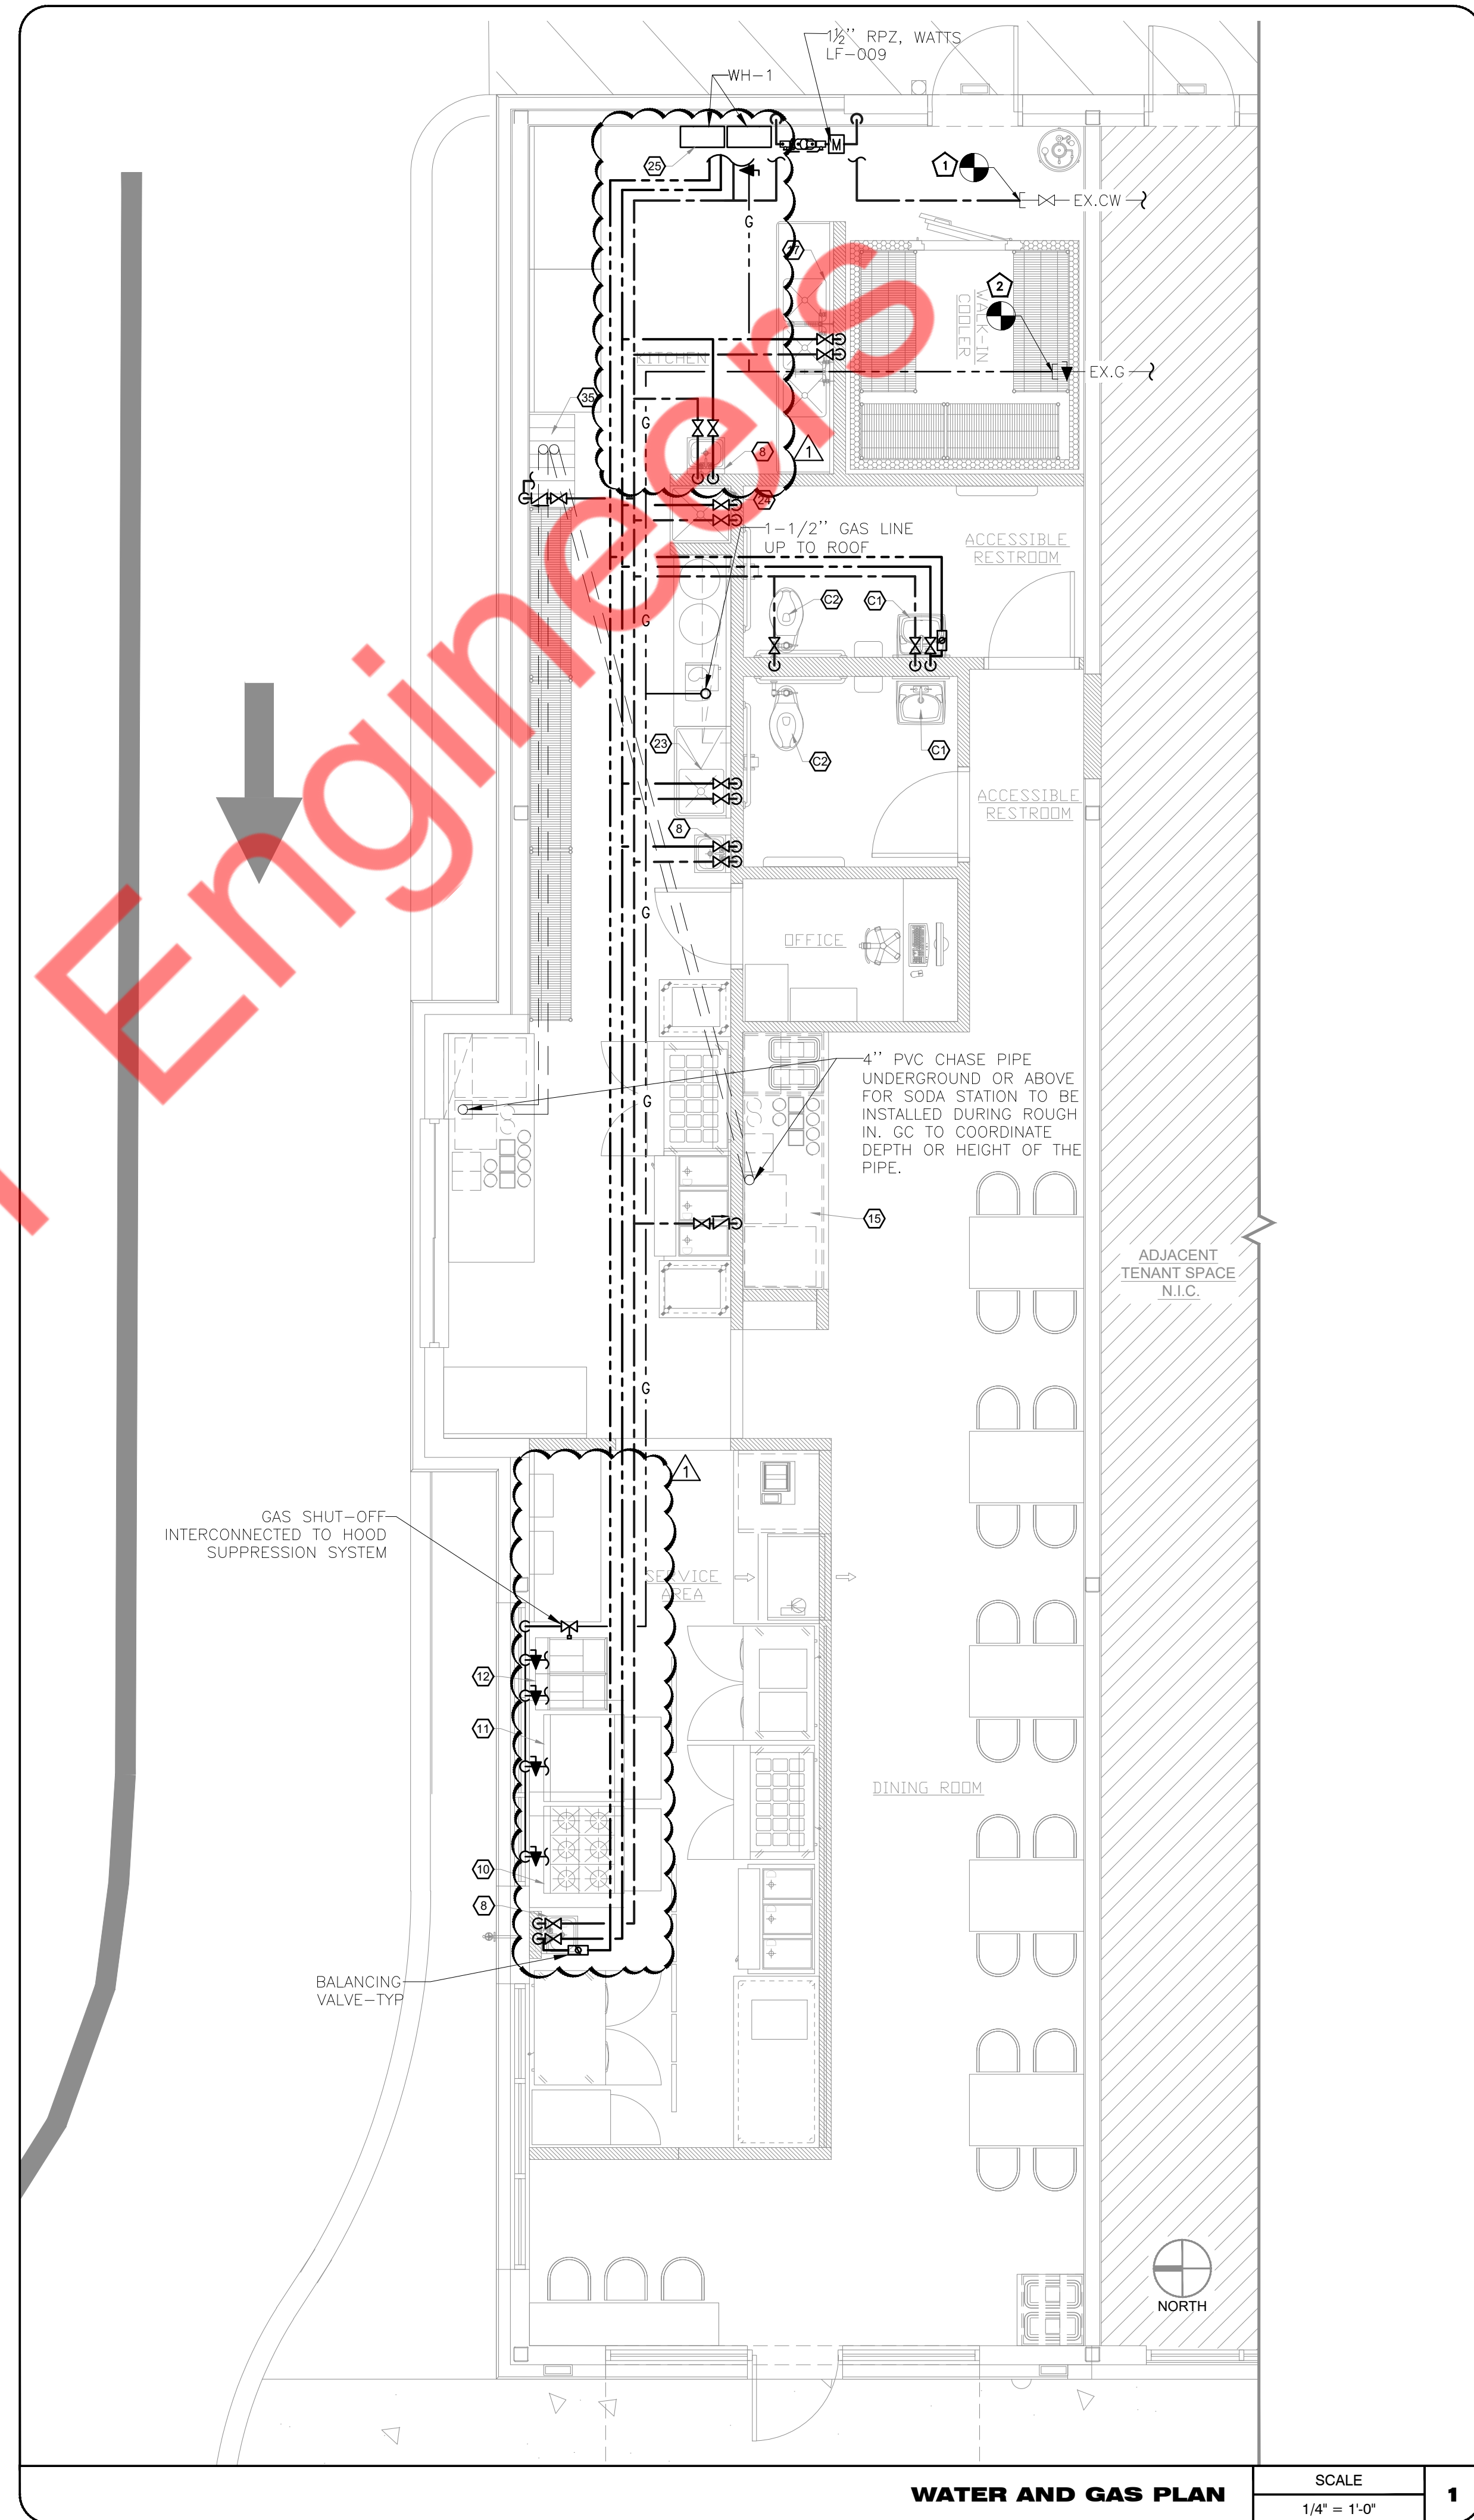 1½'' RPZ, WATTS
LF-009
WH-1
M
25
1
EX.CW
G
17
2
WALK-IN
COOLER
KITCHEN
EX.G
35
G
8
1
24
1-1/2'' GAS LINE
UP TO ROOF
ACCESSIBLE
RESTROOM
C2
C1
G
23
C2
C1
ACCESSIBLE
RESTROOM
8
G
OFFICE
4'' PVC CHASE PIPE
UNDERGROUND OR ABOVE
FOR SODA STATION TO BE
INSTALLED DURING ROUGH
IN. GC TO COORDINATE
DEPTH OR HEIGHT OF THE
PIPE.
G
15
ADJACENT
TENANT SPACE
N.I.C.
G
1
GAS SHUT-OFF
INTERCONNECTED TO HOOD
SUPPRESSION SYSTEM
SERVICE
AREA
12
11
DINING ROOM
10
8
BALANCING
VALVE-TYP
NORTH
Engineers
WATER AND GAS PLAN
SCALE
1/4" = 1'-0"
1